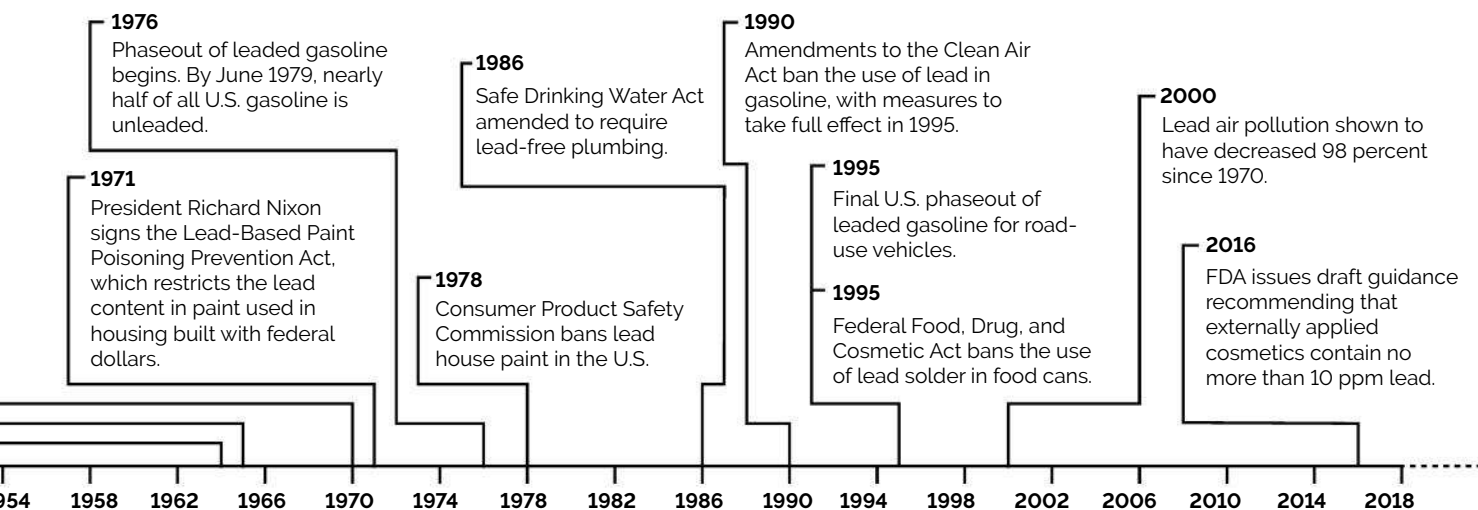 1976
Phaseout of leaded gasoline
begins. By June 1979, nearly
half of all U.S. gasoline is
unleaded.
1971
President Richard Nixon
signs the Lead-Based Paint
Poisoning Prevention Act,
which restricts the lead
content in paint used in
housing built with federal
dollars.
1986
Safe Drinking Water Act
amended to require
lead-free plumbing.
1978
Consumer Product Safety
Commission bans lead
house paint in the U.S.
1990
Amendments to the Clean Air
Act ban the use of lead in
gasoline, with measures to
take full effect in 1995.
1995
Final U.S. phaseout of
leaded gasoline for road-
use vehicles.
1995
Federal Food, Drug, and
Cosmetic Act bans the use
of lead solder in food cans.
2000
Lead air pollution shown to
have decreased 98 percent
since 1970.
2016
FDA issues draft guidance
recommending that
externally applied
cosmetics contain no
more than 10 ppm lead.
954 1958 1962 1966 1970 1974 1978 1982 1986 1990 1994 1998 2002 2006 2010 2014 2018